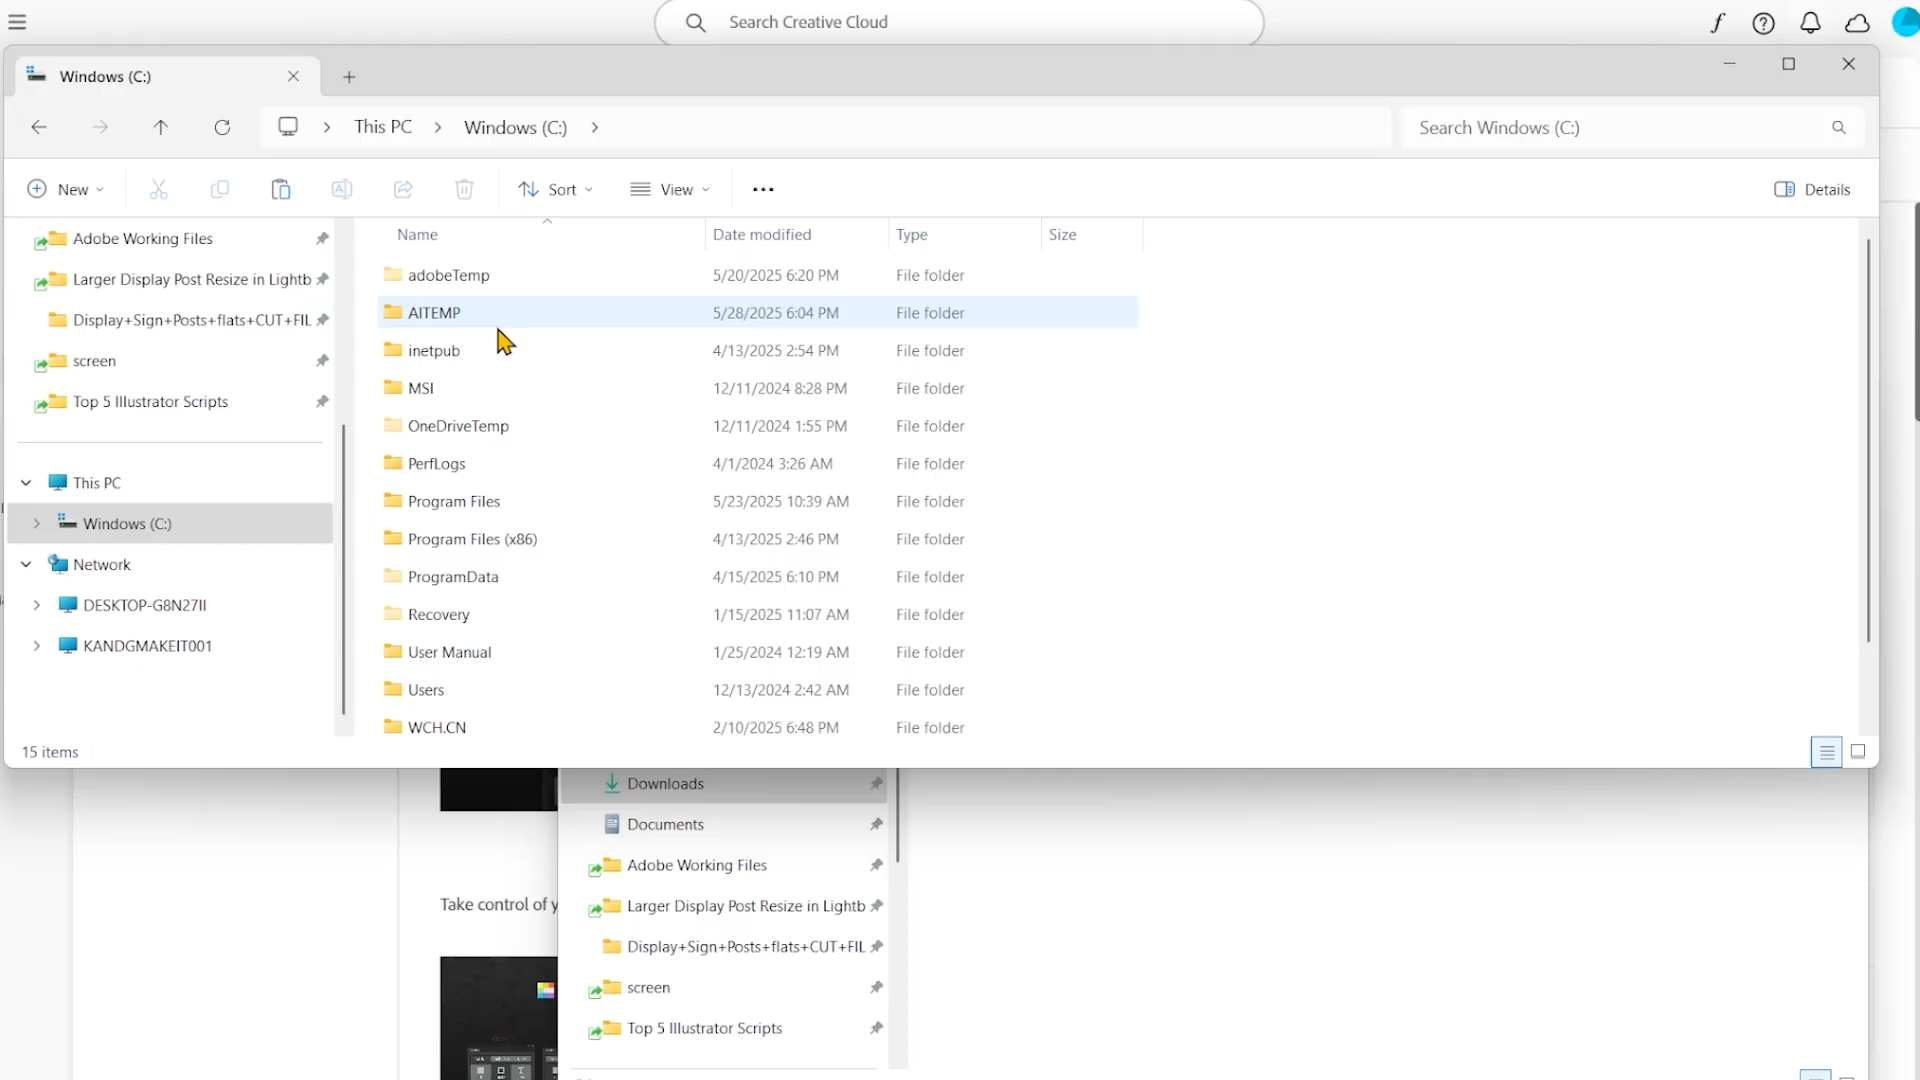 Search Creative Cloud
Windows (C:)
This PC > Windows (C:) >
Search Windows (C:)
New
Sort
View
Details
Adobe Working Files
Larger Display Post Resize in Lightb
Display+Sign+Posts+flats+CUT+FIL
screen
Top 5 Illustrator Scripts
This PC
Windows (C:)
Network
DESKTOP-G8N27II
KANDGMAKEIT001
Name Date modified Type Size
adobeTemp 5/20/2025 6:20 PM File folder
AITEMP 5/28/2025 6:04 PM File folder
inetpub 4/13/2025 2:54 PM File folder
MSI 12/11/2024 8:28 PM File folder
OneDriveTemp 12/11/2024 1:55 PM File folder
PerfLogs 4/1/2024 3:26 AM File folder
Program Files 5/23/2025 10:39 AM File folder
Program Files (x86) 4/13/2025 2:46 PM File folder
ProgramData 4/15/2025 6:10 PM File folder
Recovery 1/15/2025 11:07 AM File folder
User Manual 1/25/2024 12:19 AM File folder
Users 12/13/2024 2:42 AM File folder
WCH.CN 2/10/2025 6:48 PM File folder
15 items
Downloads
Documents
Adobe Working Files
Take control of y
Larger Display Post Resize in Lightb
Display+Sign+Posts+flats+CUT+FIL
screen
Top 5 Illustrator Scripts